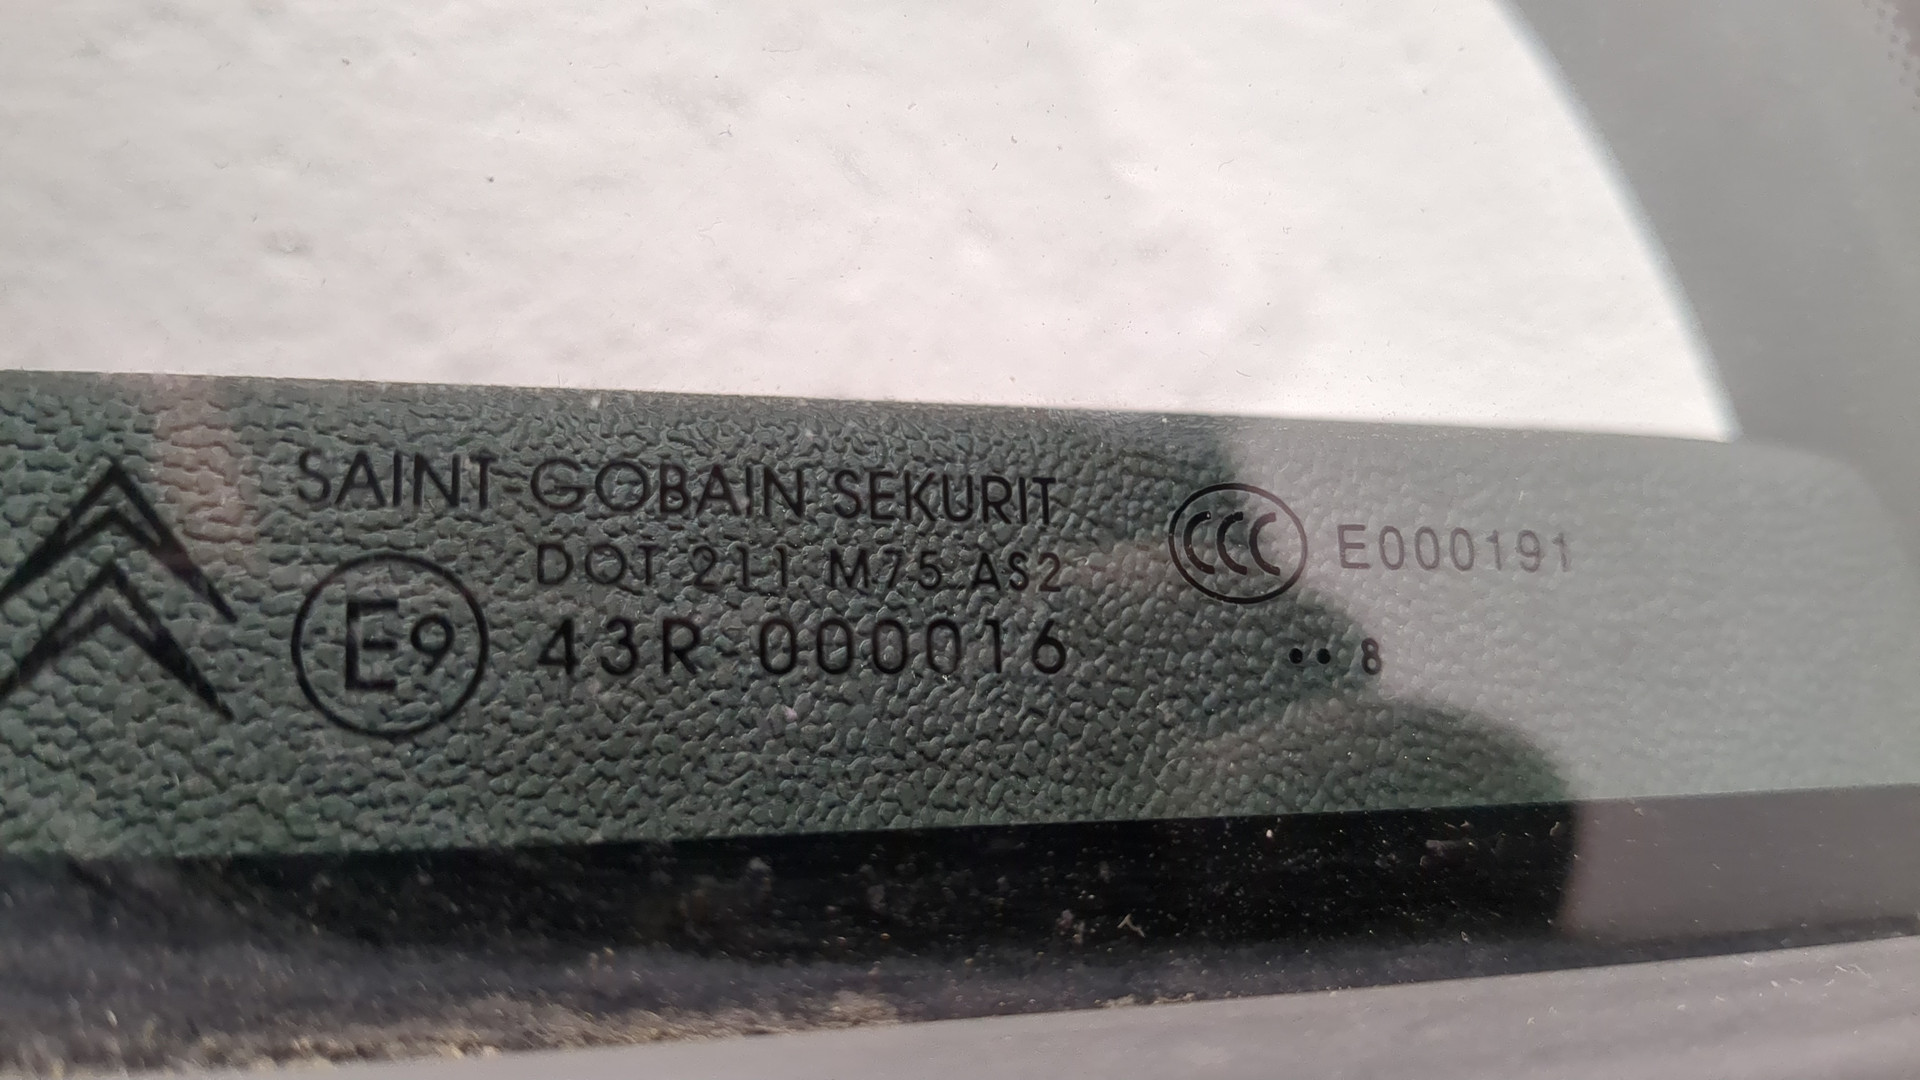 SAINT-GOBAIN SEKURIT
DOT 211 M75 AS2
E9 43R-000016
CCC E000191
•• 8